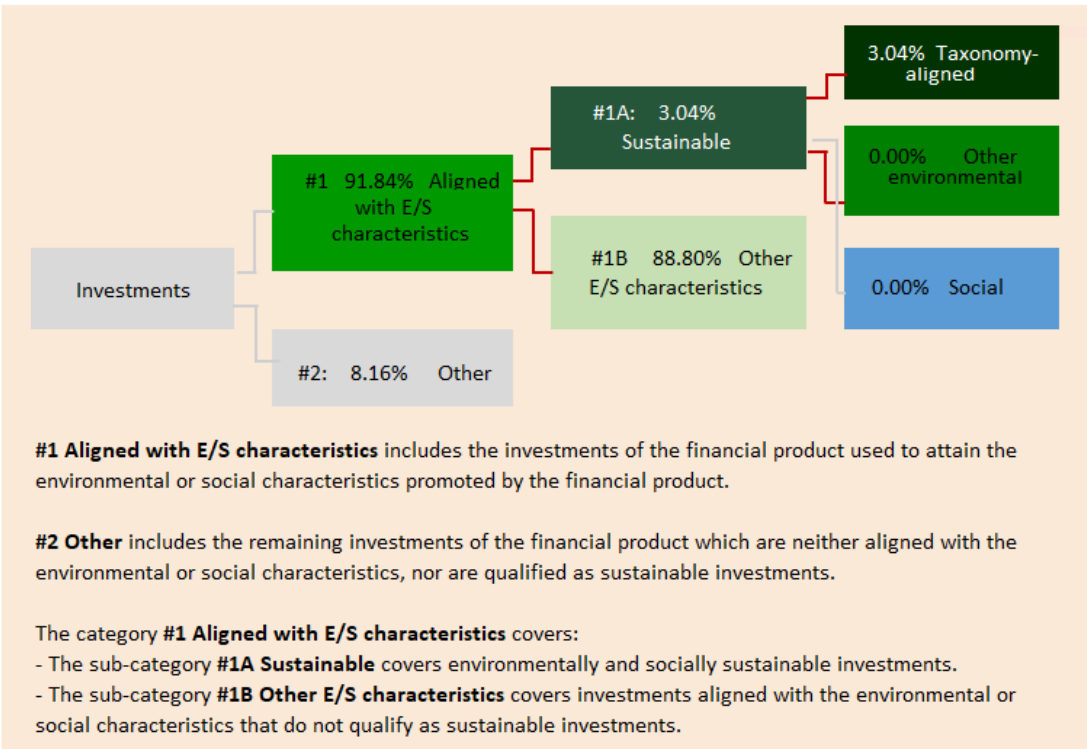 3.04% Taxonomy-
aligned
#1A: 3.04%
Sustainable
0.00% Other
environmental
#1 91.84% Aligned
with E/S
characteristics
#1B 88.80% Other
E/S characteristics
Investments
0.00% Social
#2: 8.16% Other
#1 Aligned with E/S characteristics includes the investments of the financial product used to attain the
environmental or social characteristics promoted by the financial product.
#2 Other includes the remaining investments of the financial product which are neither aligned with the
environmental or social characteristics, nor are qualified as sustainable investments.
The category #1 Aligned with E/S characteristics covers:
- The sub-category #1A Sustainable covers environmentally and socially sustainable investments.
- The sub-category #1B Other E/S characteristics covers investments aligned with the environmental or
social characteristics that do not qualify as sustainable investments.